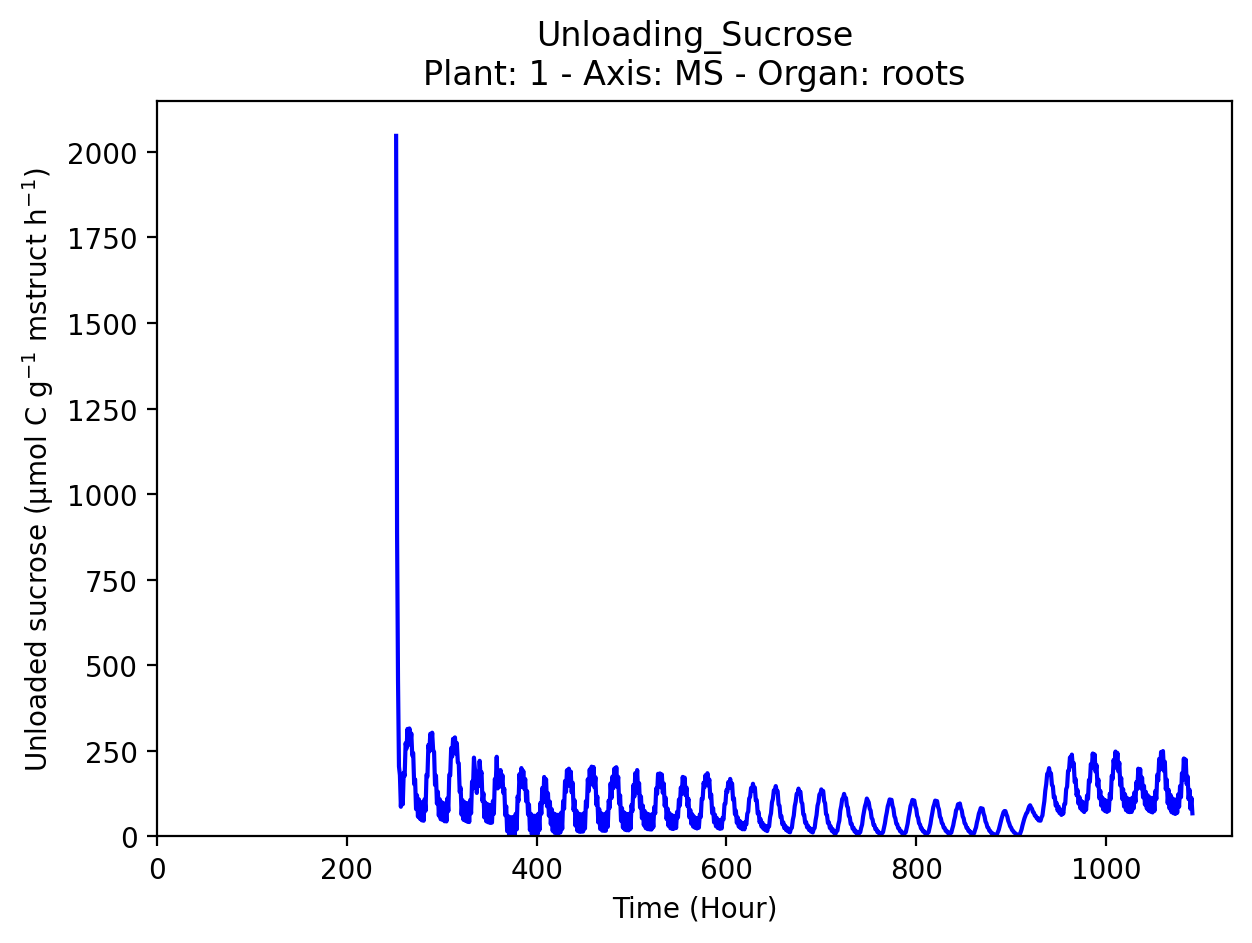 Unloading_Sucrose
Plant: 1 - Axis: MS - Organ: roots
Unloaded sucrose (µmol C g⁻¹ mstruct h⁻¹)
2000
1750
1500
1250
1000
750
500
250
0
0 200 400 600 800 1000
Time (Hour)